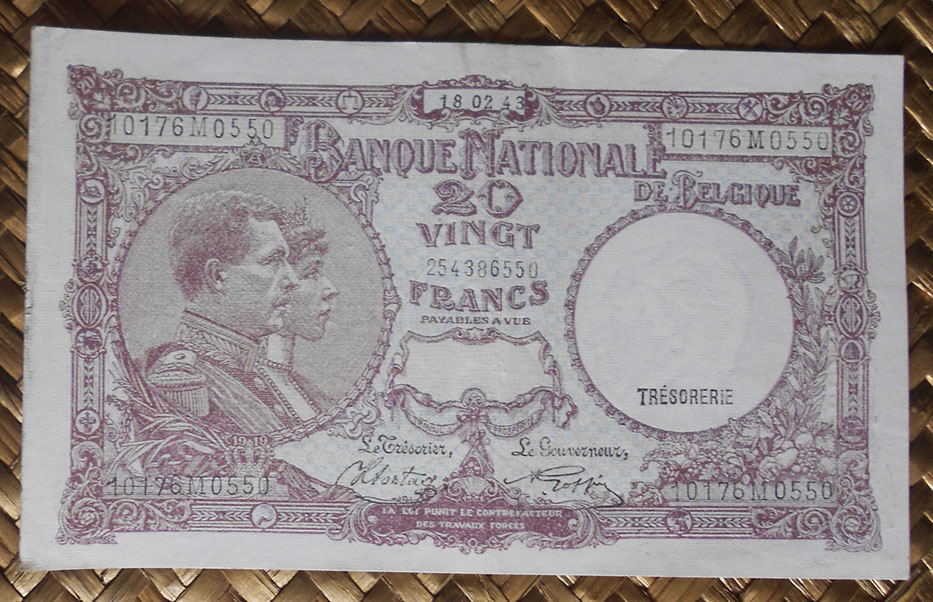 18 02 43
10176M0550
10176M0550
BANQUE NATIONALE
DE BELGIQUE
20
VINGT
254386550
FRANCS
PAYABLES A VUE
TRÉSORERIE
1919
Le Trésorier,
Le Gouverneur,
10176M0550
10176M0550
LA LOI PUNIT LE CONTREFACTEUR
DES TRAVAUX FORCÉS